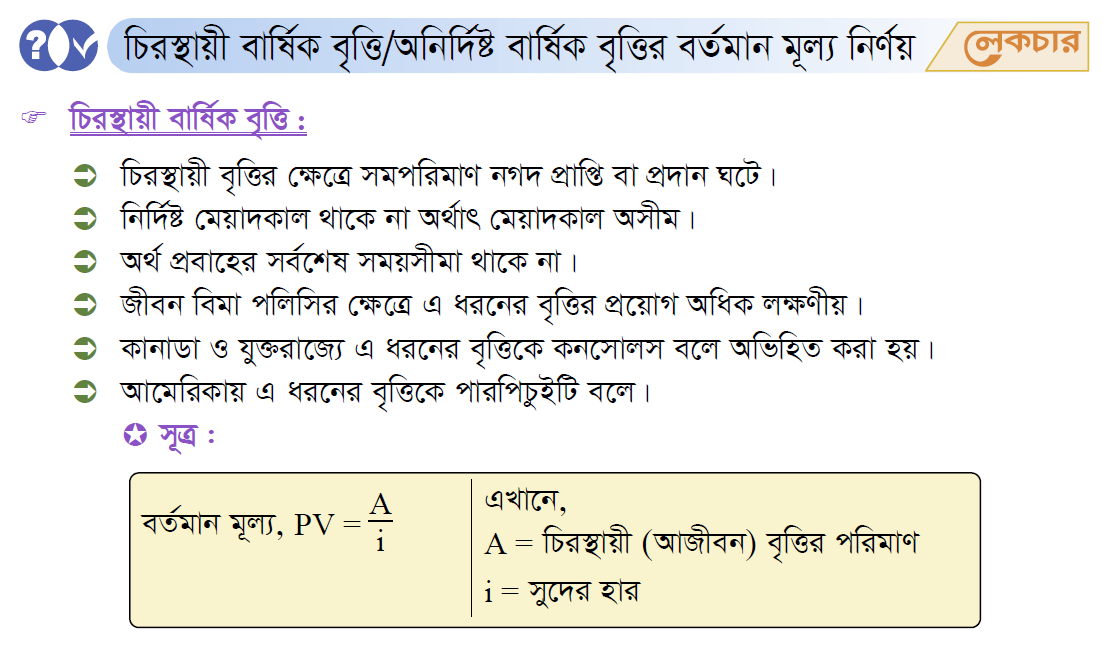 চিরস্থায়ী বার্ষিক বৃত্তি/অনির্দিষ্ট বার্ষিক বৃত্তির বর্তমান মূল্য নির্ণয়
লেকচার
চিরস্থায়ী বার্ষিক বৃত্তি :
চিরস্থায়ী বৃত্তির ক্ষেত্রে সমপরিমাণ নগদ প্রাপ্তি বা প্রদান ঘটে।
নির্দিষ্ট মেয়াদকাল থাকে না অর্থাৎ মেয়াদকাল অসীম।
অর্থ প্রবাহের সর্বশেষ সময়সীমা থাকে না।
জীবন বিমা পলিসির ক্ষেত্রে এ ধরনের বৃত্তির প্রয়োগ অধিক লক্ষণীয়।
কানাডা ও যুক্তরাজ্যে এ ধরনের বৃত্তিকে কনসোলস বলে অভিহিত করা হয়।
আমেরিকায় এ ধরনের বৃত্তিকে পারপিচুইটি বলে।
সূত্র :
বর্তমান মূল্য, PV = A/i
এখানে,
A = চিরস্থায়ী (আজীবন) বৃত্তির পরিমাণ
i = সুদের হার